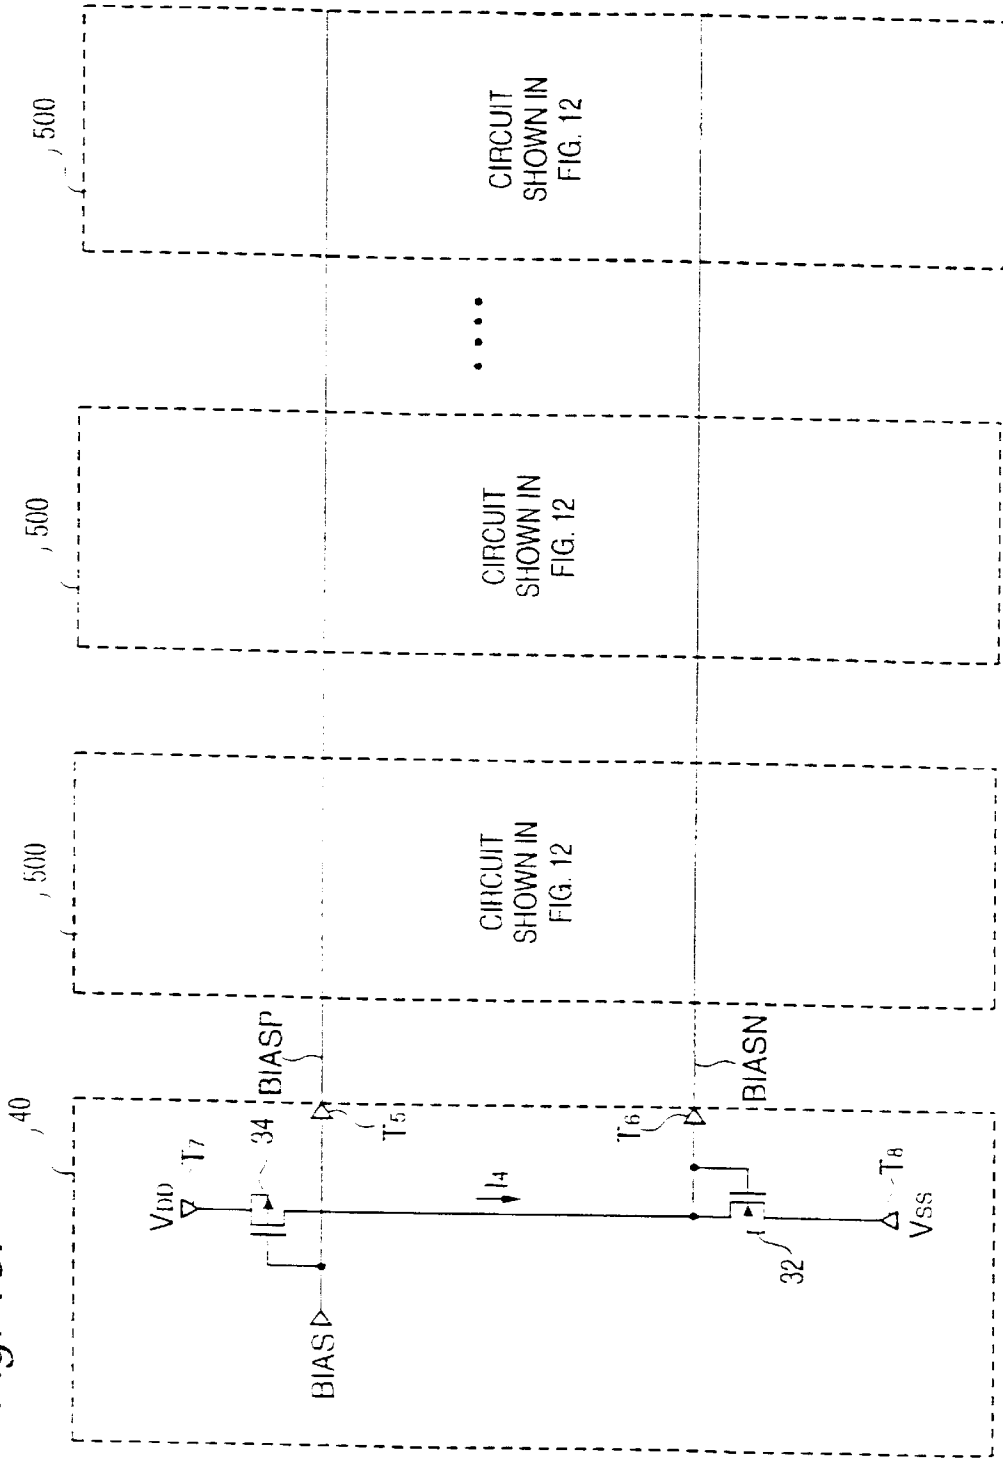 40
500
500
500
VDD
T7
34
BIASP
T5
BIAS
I4
T6
BIASN
32
VSS
T8
CIRCUIT
SHOWN IN
FIG. 12
CIRCUIT
SHOWN IN
FIG. 12
CIRCUIT
SHOWN IN
FIG. 12